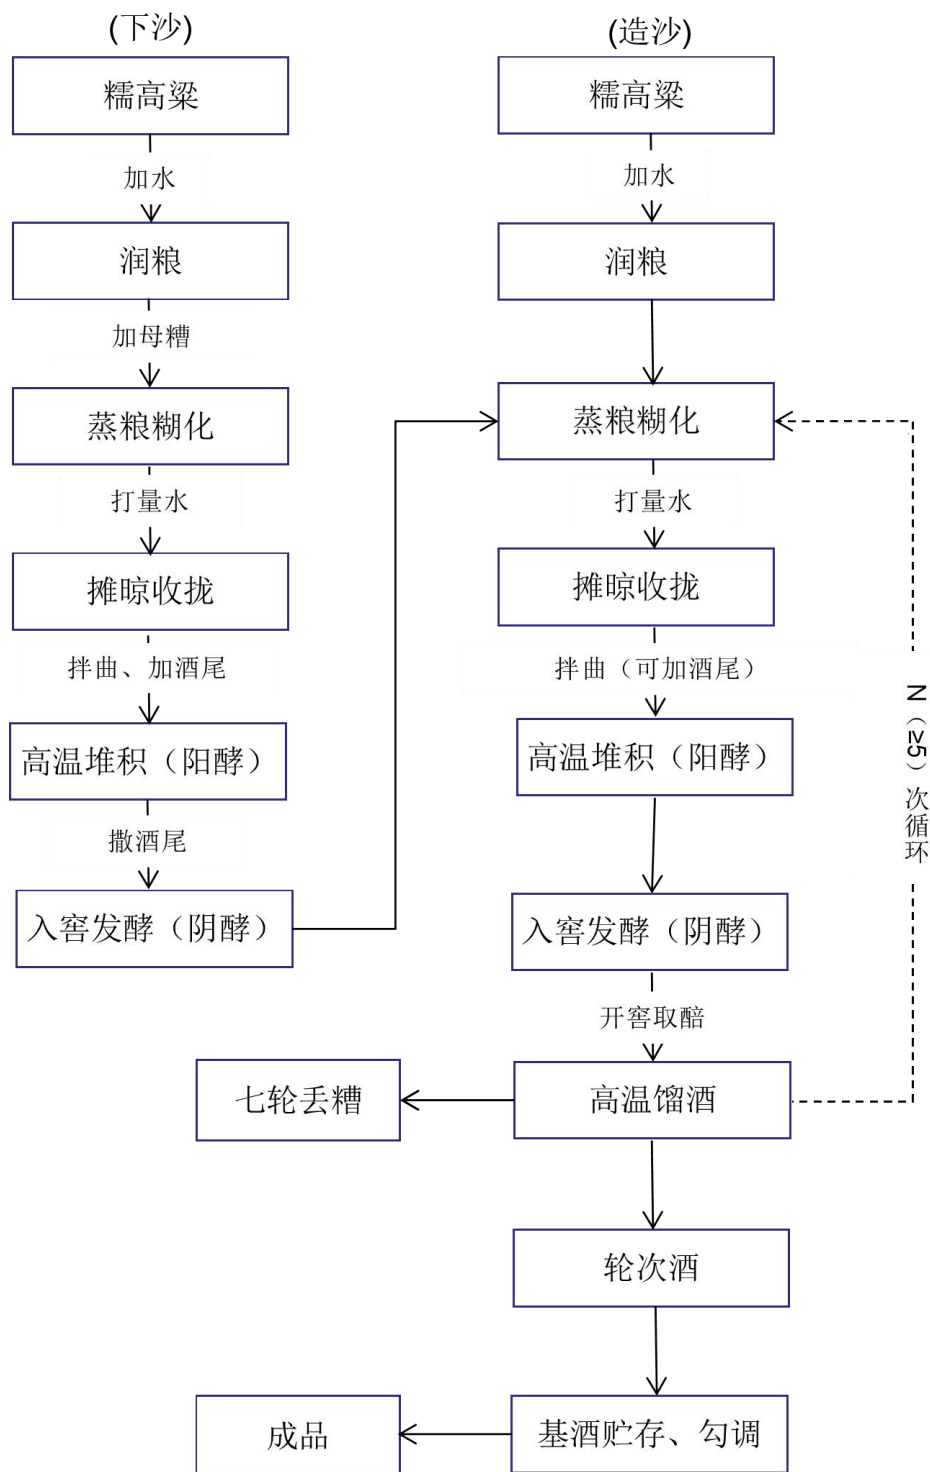 (下沙)
糯高粱
加水
润粮
加母糟
蒸粮糊化
打量水
摊晾收拢
拌曲、加酒尾
高温堆积（阳酵）
撒酒尾
入窖发酵（阴酵）
(造沙)
糯高粱
加水
润粮
蒸粮糊化
打量水
摊晾收拢
拌曲（可加酒尾）
高温堆积（阳酵）
入窖发酵（阴酵）
开窖取醅
高温馏酒
N（≥5）次循环
七轮丢糟
轮次酒
基酒贮存、勾调
成品